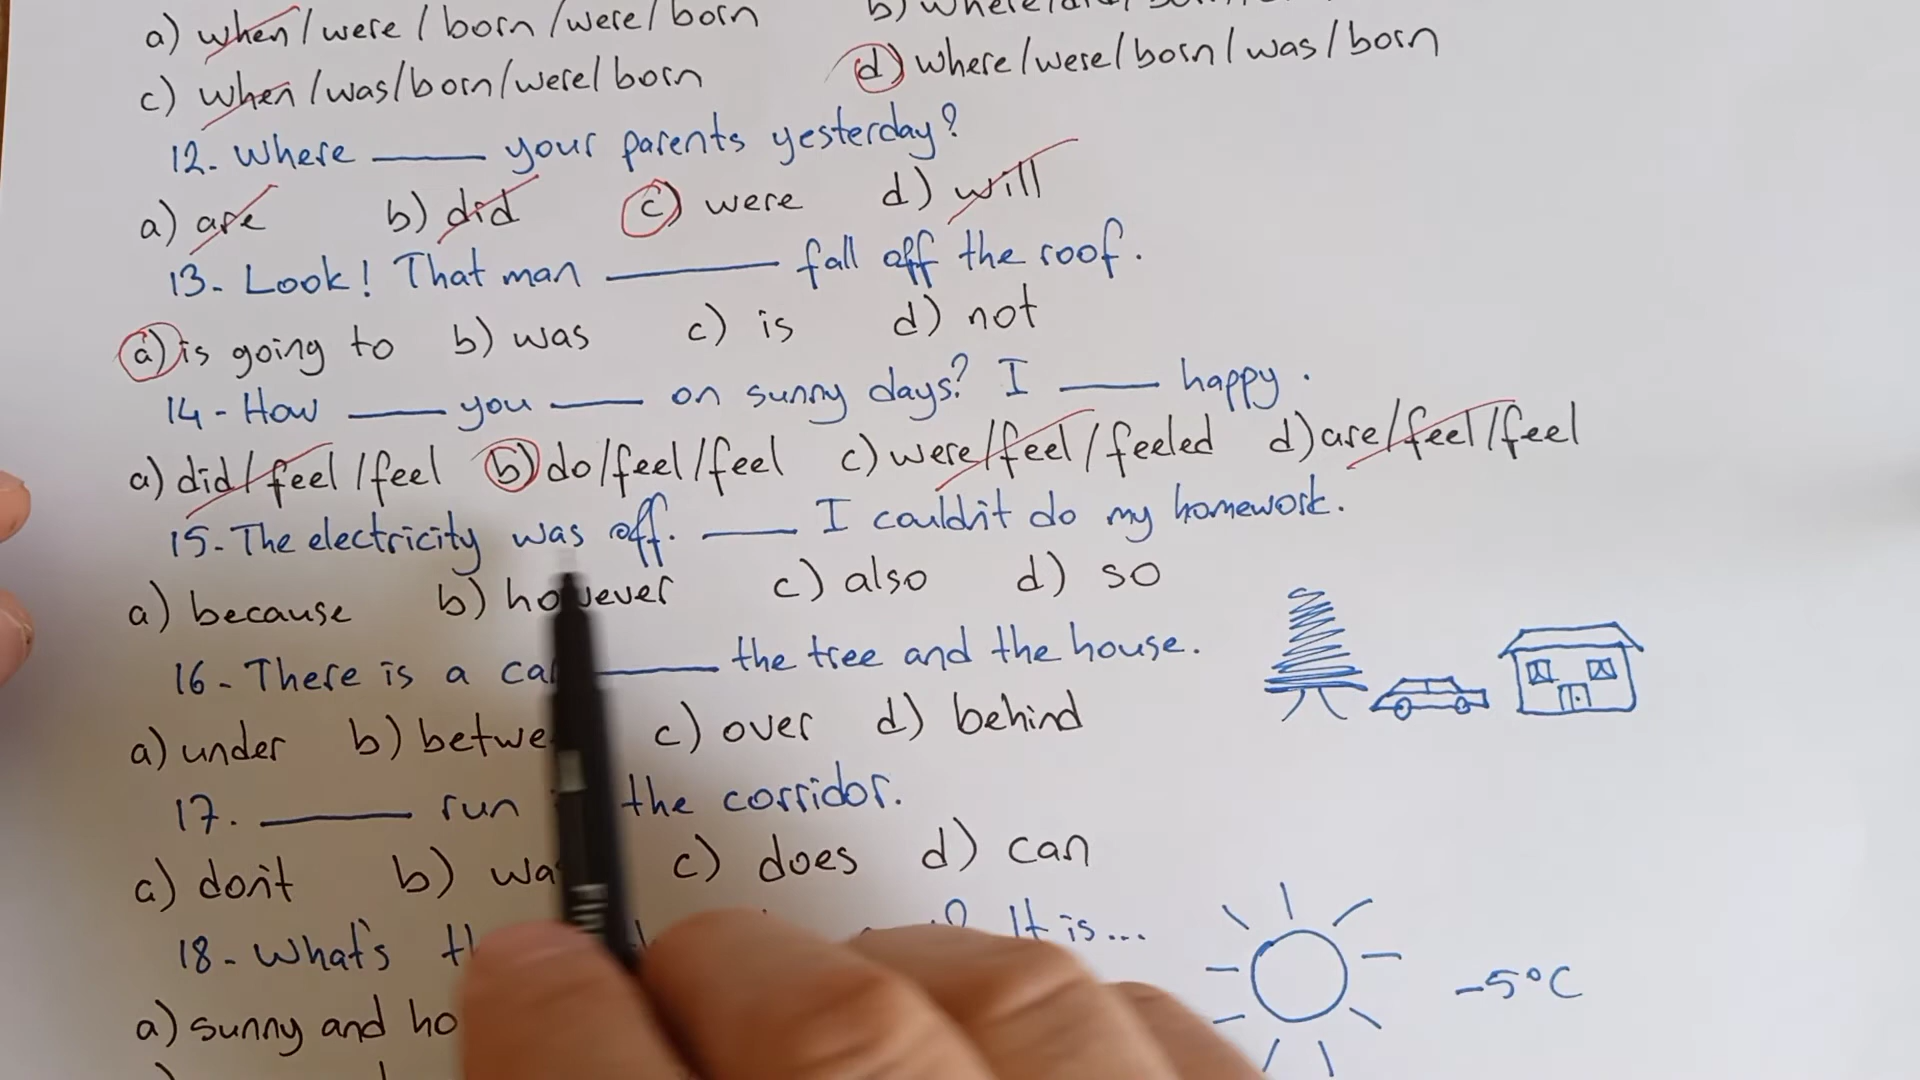 a) when / were / born / were / born
c) when / was / born / were / born
d) where / were / born / was / born
12. Where ____ your parents yesterday?
a) are b) did c) were d) will
13- Look! That man ____ fall off the roof.
a) is going to b) was c) is d) not
14- How ____ you ____ on sunny days? I ____ happy.
a) did / feel / feel b) do / feel / feel c) were / feel / feeled d) are / feel / feel
15- The electricity was off. ____ I couldn't do my homework.
a) because b) however c) also d) so
16- There is a ____ the tree and the house.
a) under b) c) over d) behind
17. ____ run the corridor.
a) don't b) c) does d) can
18- What's It is...
-5°C
a) sunny and